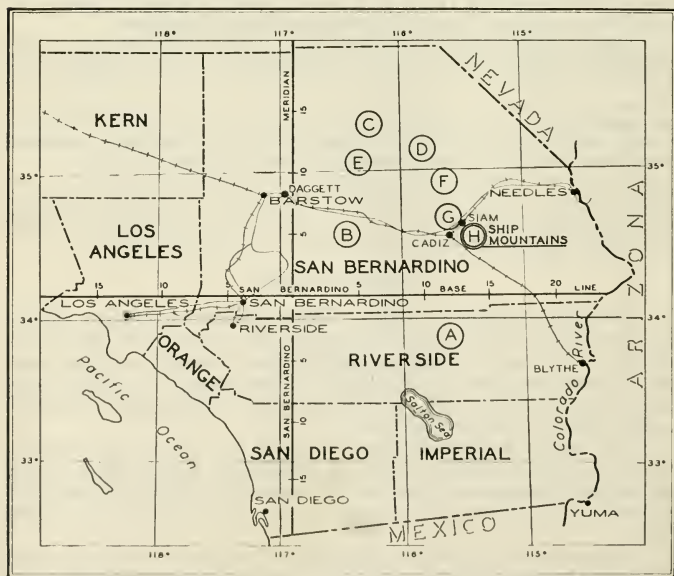 118° 117° 116° 115°
NEVADA
KERN
MERIDIAN
15
C
D
E
35° 35°
F
DAGGETT
BARSTOW
NEEDLES
G
SIAM
LOS ANGELES
B
5
CADIZ
H
SHIP MOUNTAINS
SAN BERNARDINO
ARIZONA
10 5 SAN BERNARDINO 5 10 BASE 15 LINE
LOS ANGELES
SAN BERNARDINO
34° 34°
RIVERSIDE
A
ORANGE
RIVERSIDE
BLYTHE
Colorado River
Pacific Ocean
SAN BERNARDINO
5
10
15
Salton Sea
33° 33°
SAN DIEGO
IMPERIAL
SAN DIEGO
YUMA
MEXICO
118° 117° 116° 115°